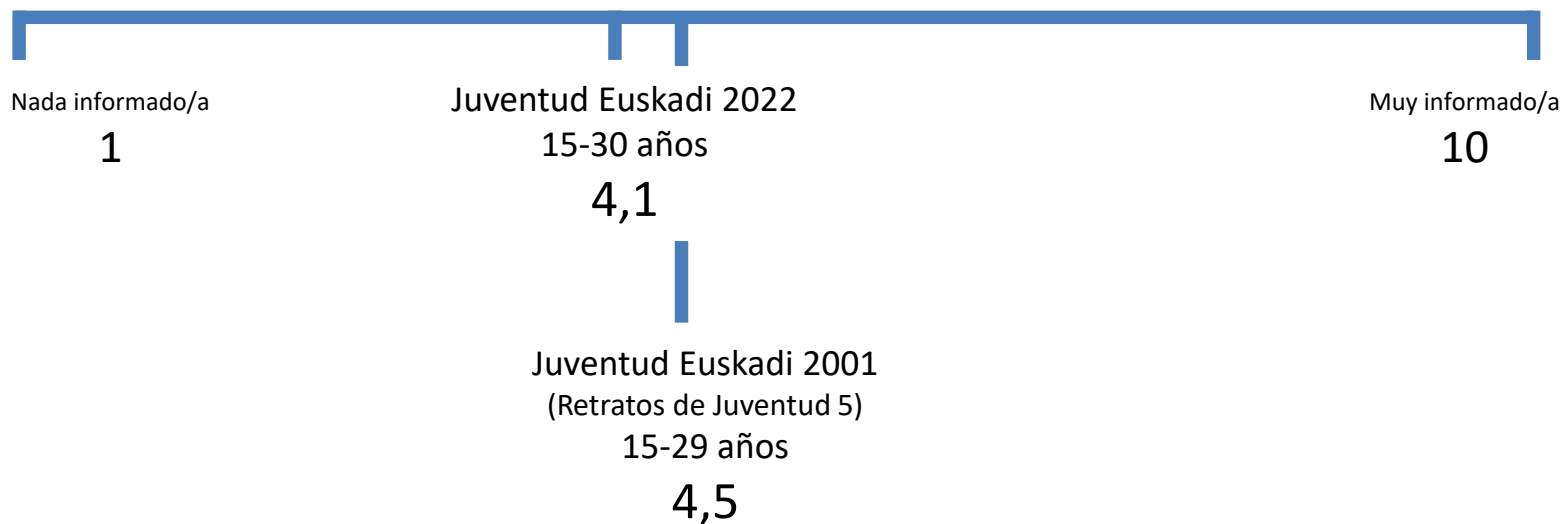 Nada informado/a
1
Juventud Euskadi 2022
15-30 años
4,1
Muy informado/a
10
Juventud Euskadi 2001
(Retratos de Juventud 5)
15-29 años
4,5